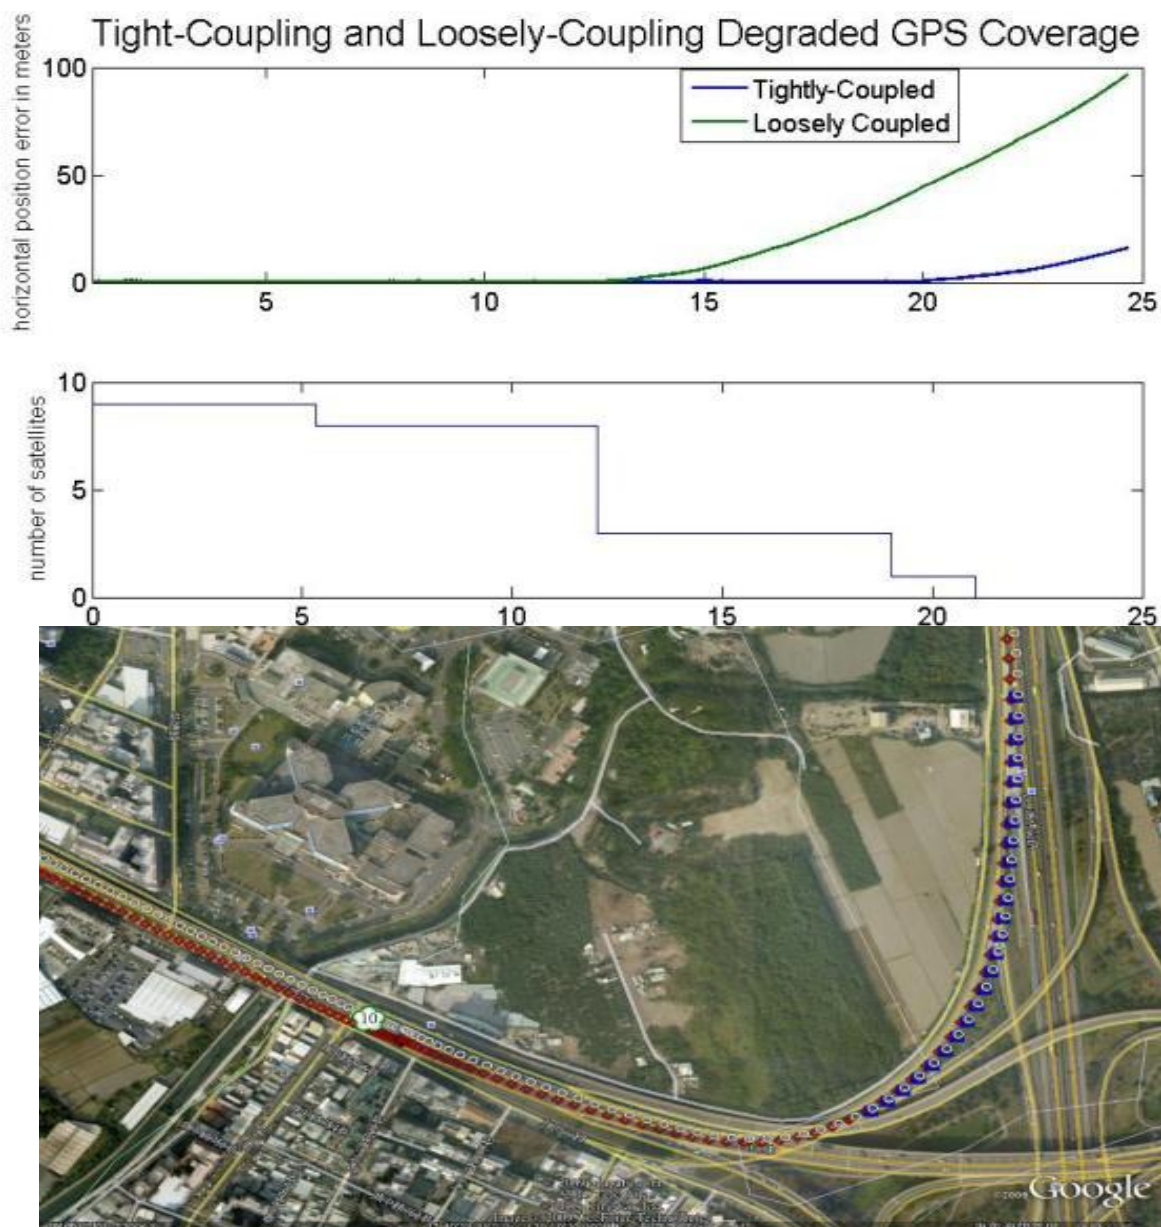 Tight-Coupling and Loosely-Coupling Degraded GPS Coverage
horizontal position error in meters
100
50
0
Tightly-Coupled
Loosely Coupled
5 10 15 20 25
number of satellites
10
5
0
0 5 10 15 20 25
10
Google